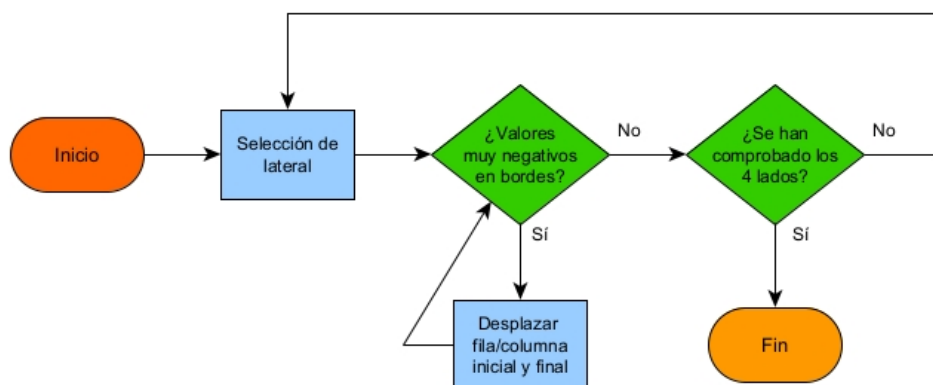 Inicio
Selección de
lateral
¿Valores
muy negativos
en bordes?
No
¿Se han
comprobado los
4 lados?
No
Sí
Sí
Desplazar
fila/columna
inicial y final
Fin